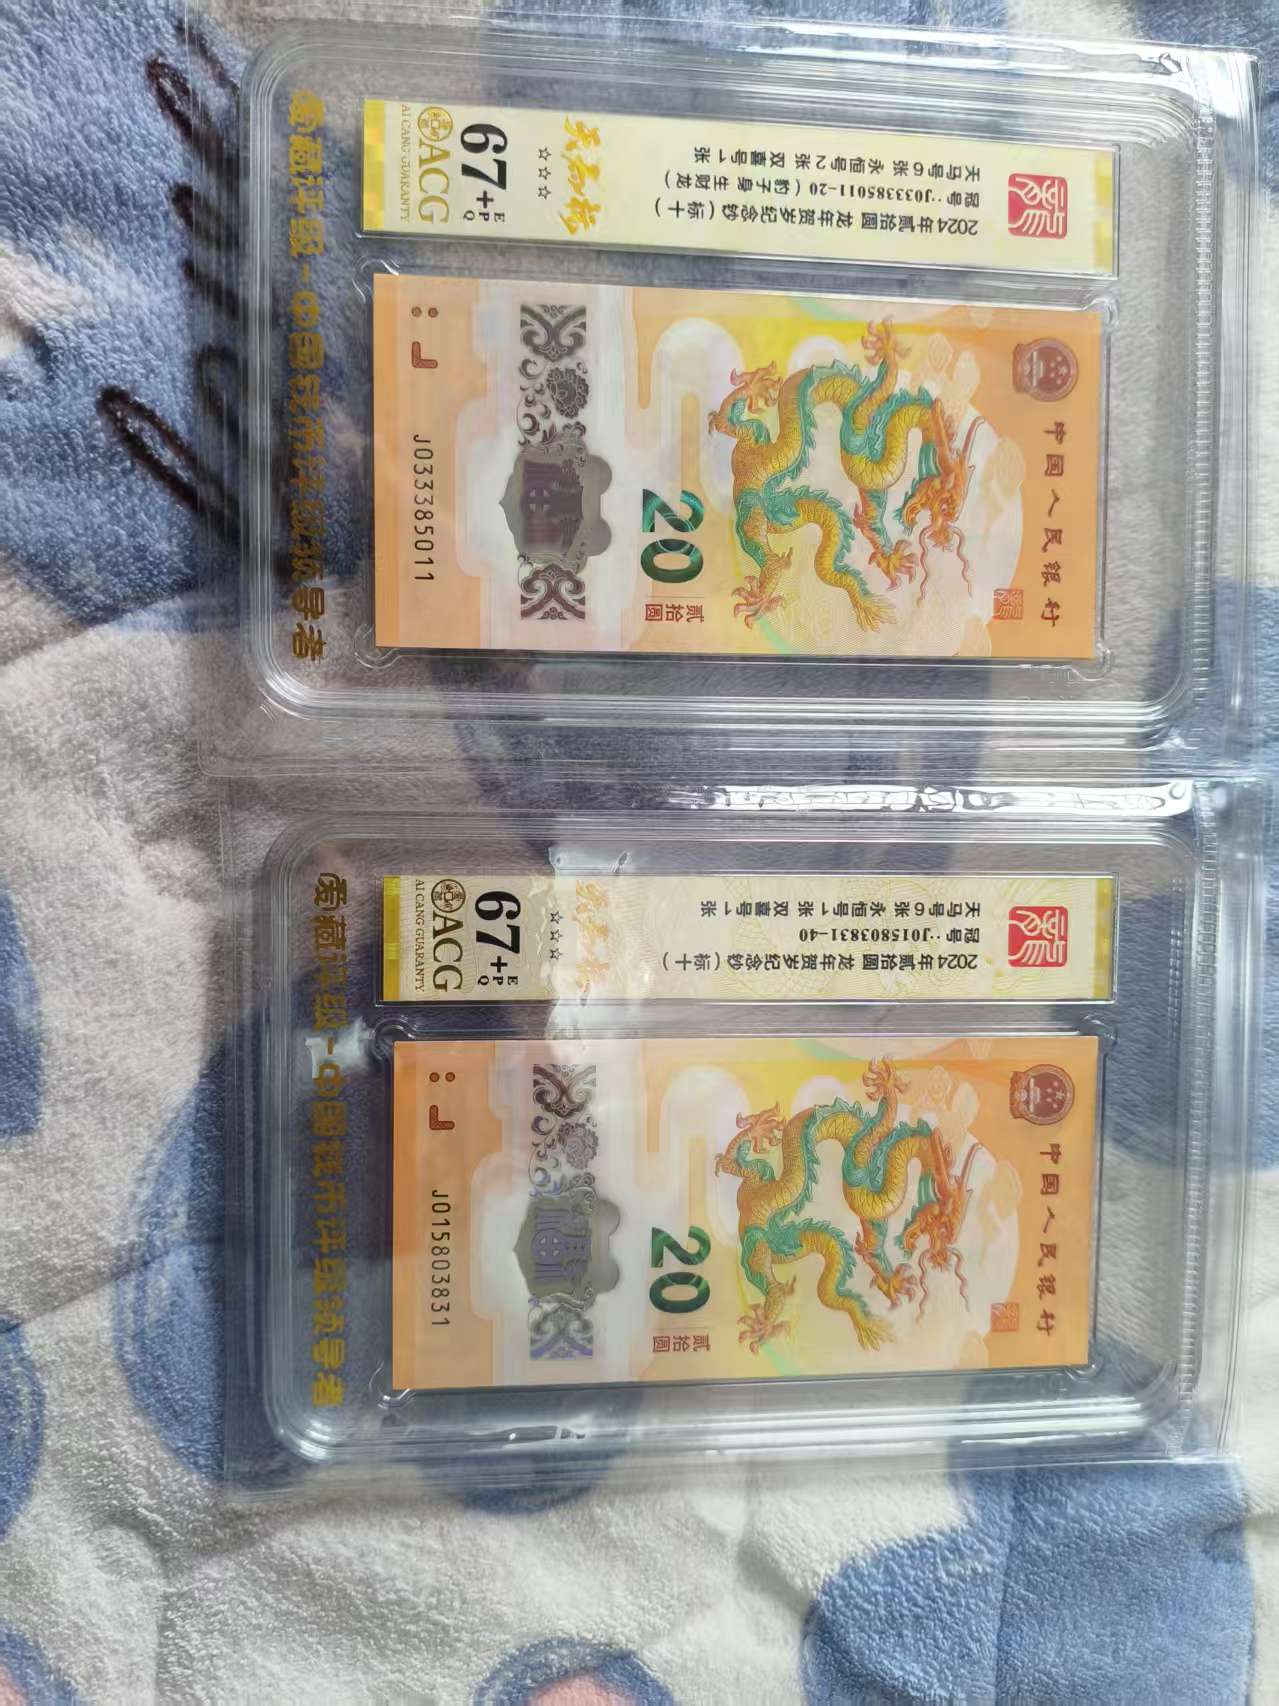 2024年贰拾圆 龙年贺岁纪念钞(标十)
冠号:J033385011-20(豹子身 生财龙)
天马号6张 永恒号2张 双喜号1张
☆☆☆
67+
EPQ
ACG
AI CANG GUARANTY
爱藏评级-中国钱币评级领导者
中国人民银行
20
贰拾圆
J033385011
2024年贰拾圆 龙年贺岁纪念钞(标十)
冠号:J015803831-40
天马号6张 永恒号1张 双喜号1张
☆☆☆
67+
EPQ
ACG
AI CANG GUARANTY
爱藏评级-中国钱币评级领导者
中国人民银行
20
贰拾圆
J015803831